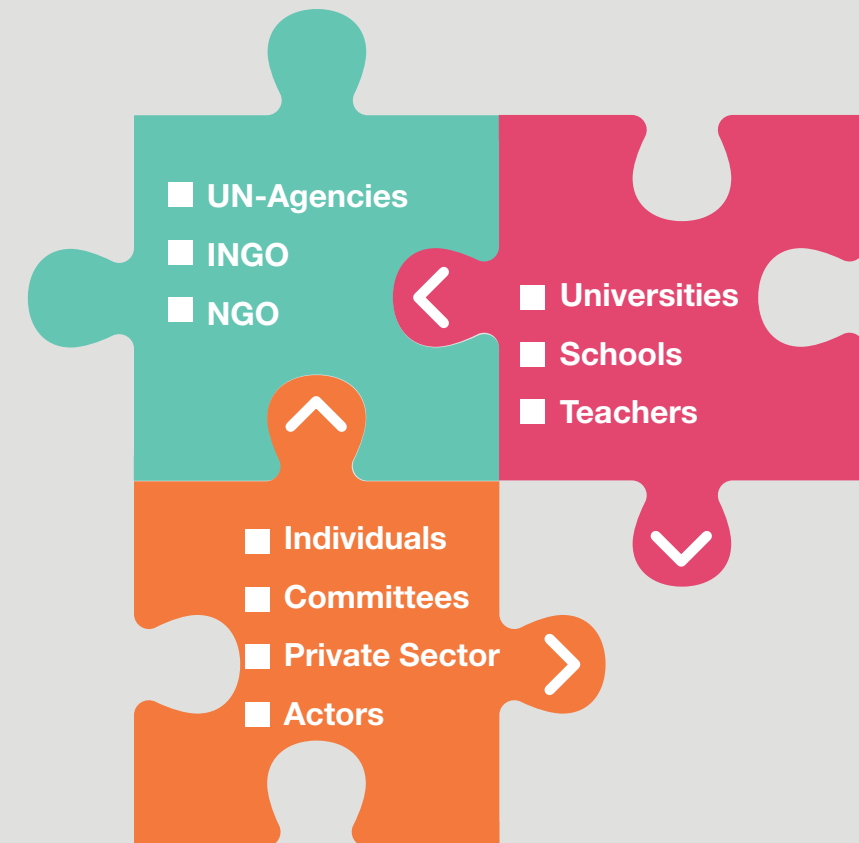 UN-Agencies
INGO
NGO
Universities
Schools
Teachers
Individuals
Committees
Private Sector
Actors